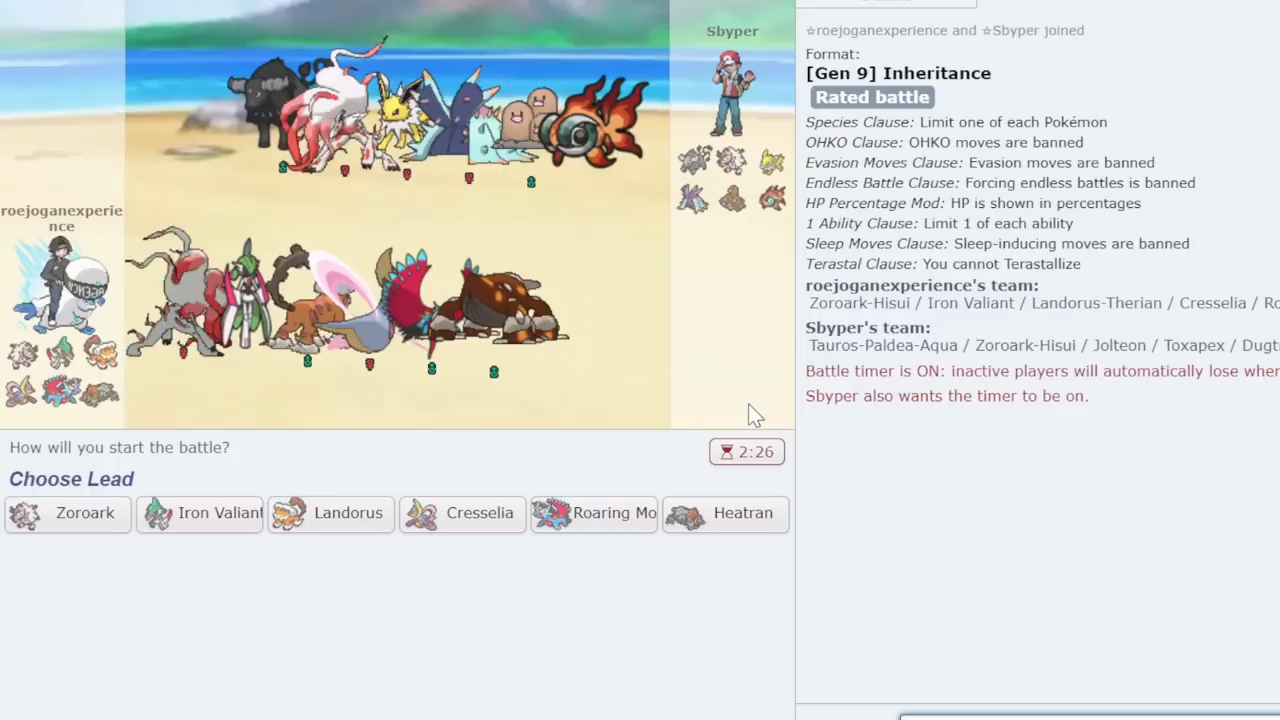 ☆roejoganexperience and ☆Sbyper joined
Format:
[Gen 9] Inheritance
Rated battle
Species Clause: Limit one of each Pokémon
OHKO Clause: OHKO moves are banned
Evasion Moves Clause: Evasion moves are banned
Endless Battle Clause: Forcing endless battles is banned
HP Percentage Mod: HP is shown in percentages
1 Ability Clause: Limit 1 of each ability
Sleep Moves Clause: Sleep-inducing moves are banned
Terastal Clause: You cannot Terastallize
roejoganexperience's team:
Zoroark-Hisui / Iron Valiant / Landorus-Therian / Cresselia / Ro
Sbyper's team:
Tauros-Paldea-Aqua / Zoroark-Hisui / Jolteon / Toxapex / Dugt
Battle timer is ON: inactive players will automatically lose when
Sbyper also wants the timer to be on.
Sbyper
roejoganexperie
nce
How will you start the battle?
2:26
Choose Lead
Zoroark
Iron Valiant
Landorus
Cresselia
Roaring Mo
Heatran